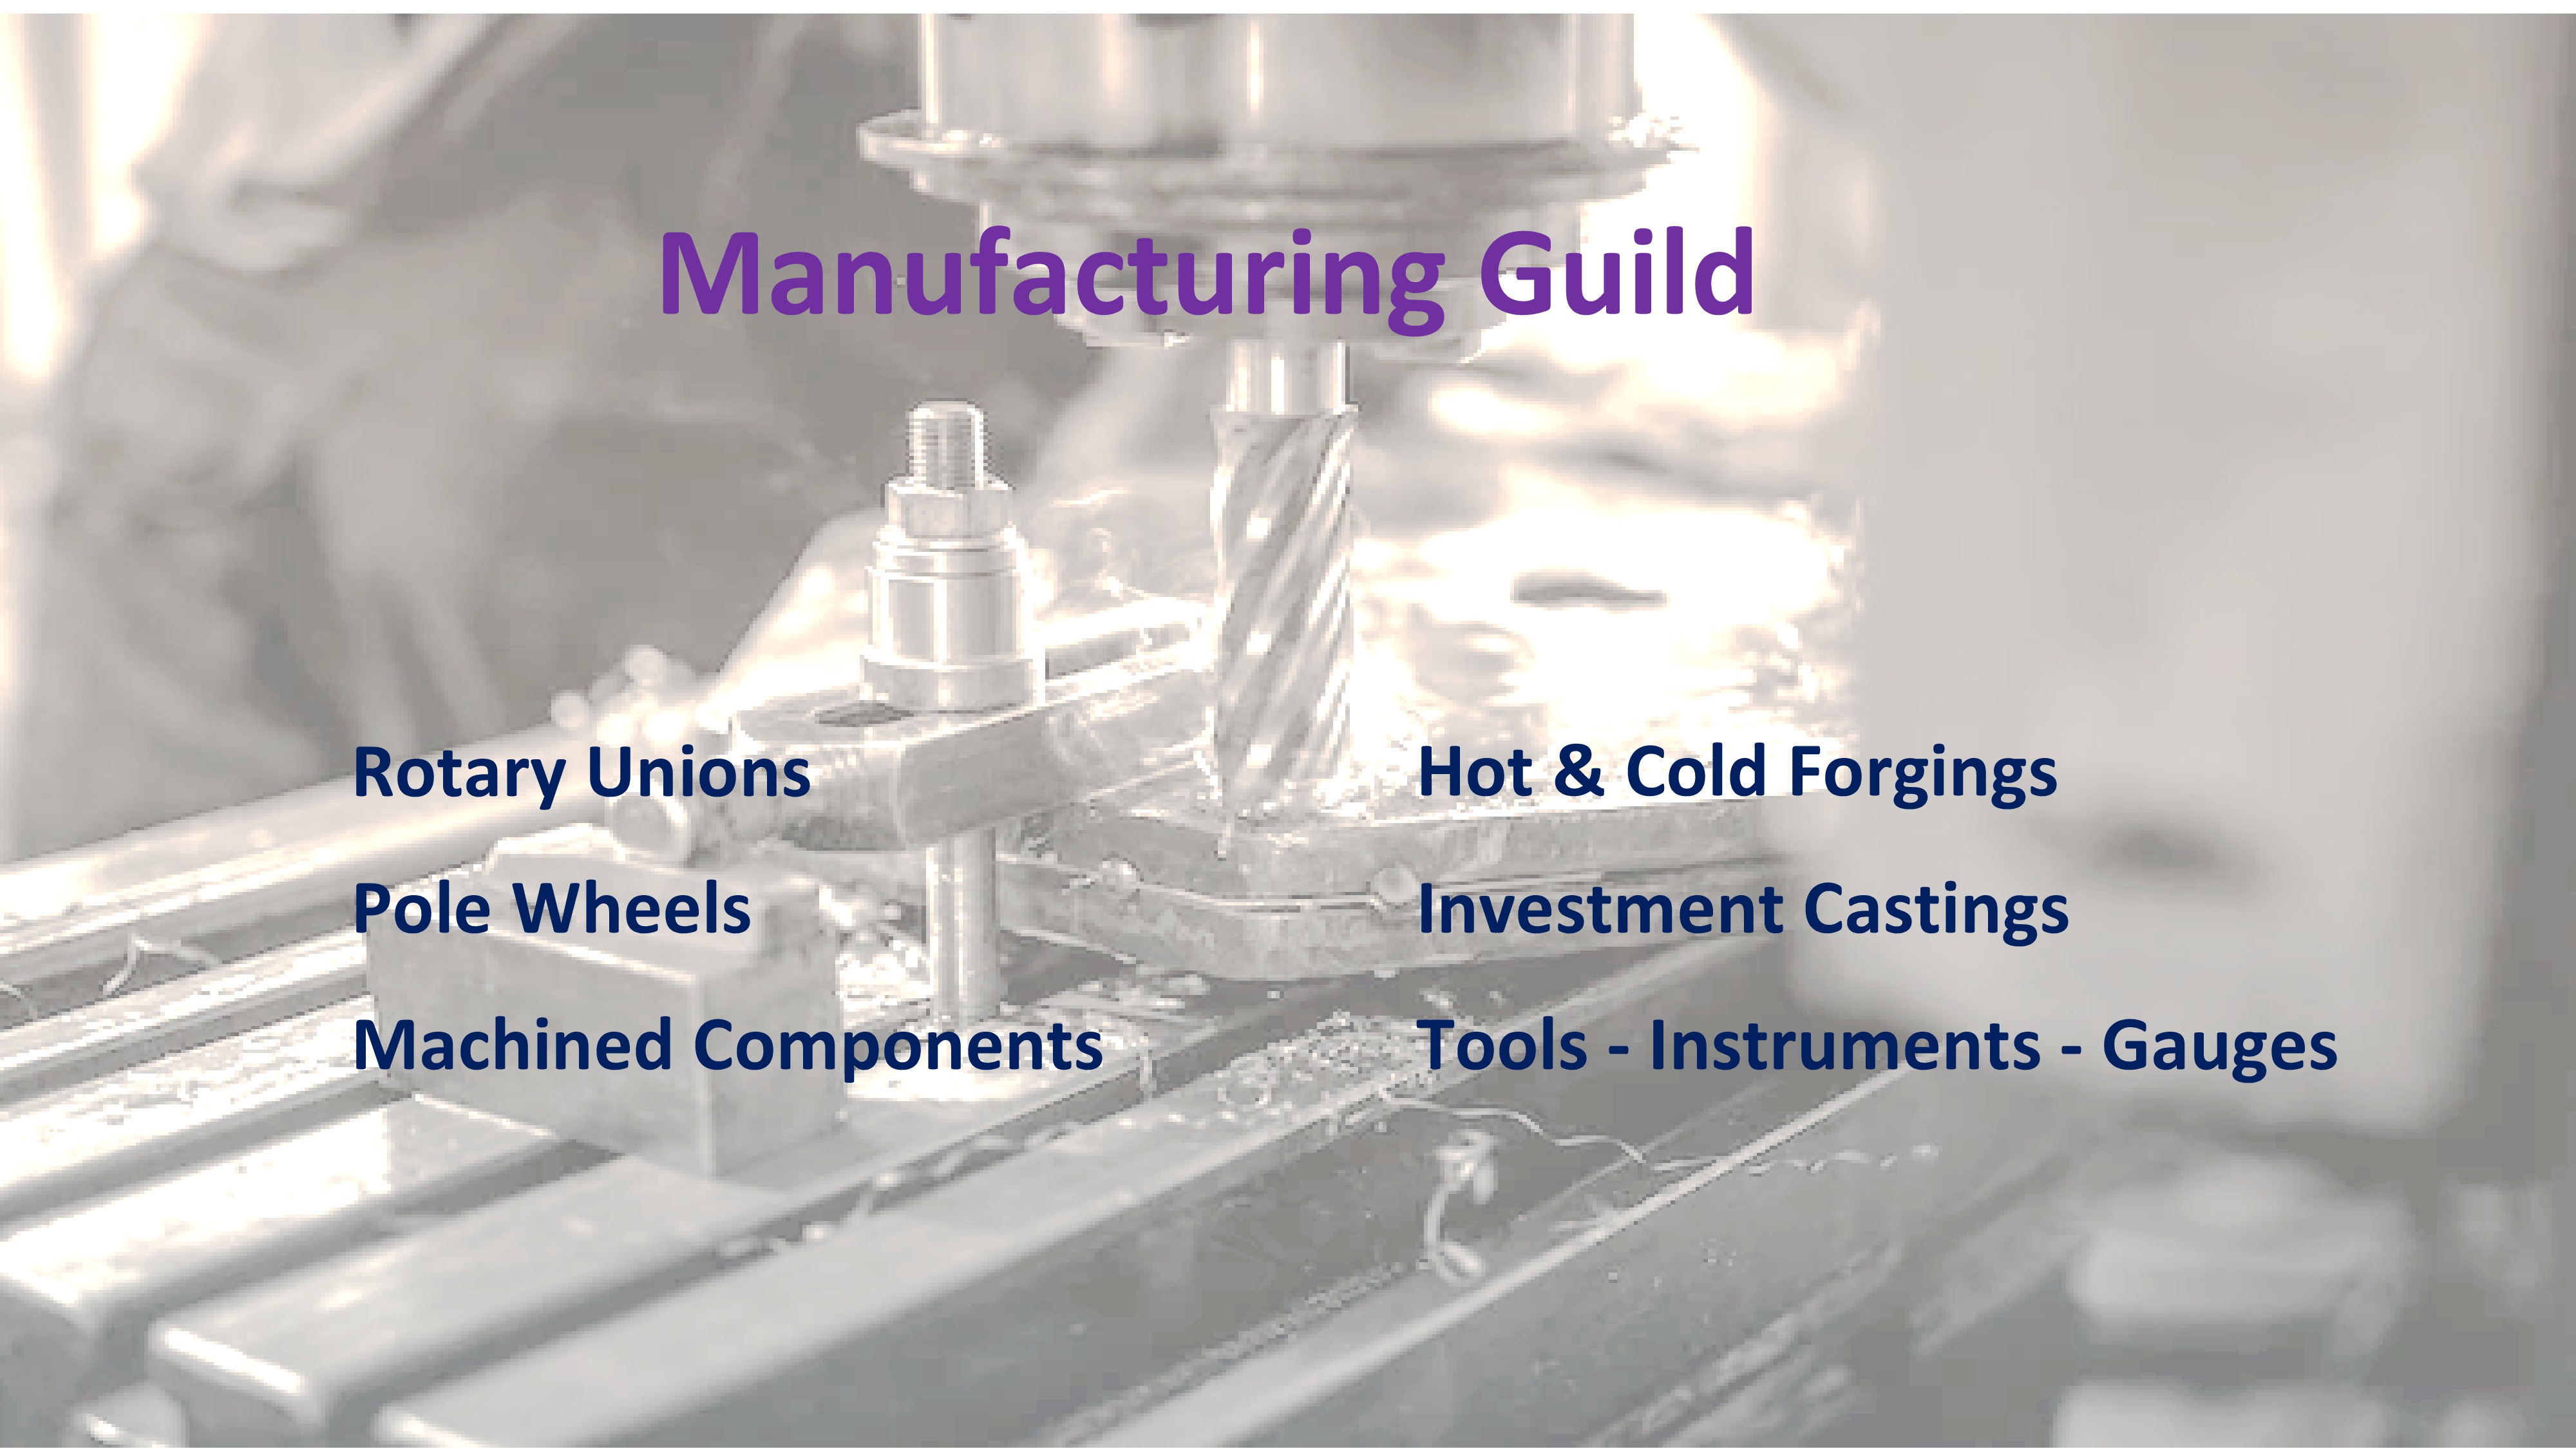 Manufacturing Guild
Rotary Unions
Pole Wheels
Machined Components
Hot & Cold Forgings
Investment Castings
Tools - Instruments - Gauges